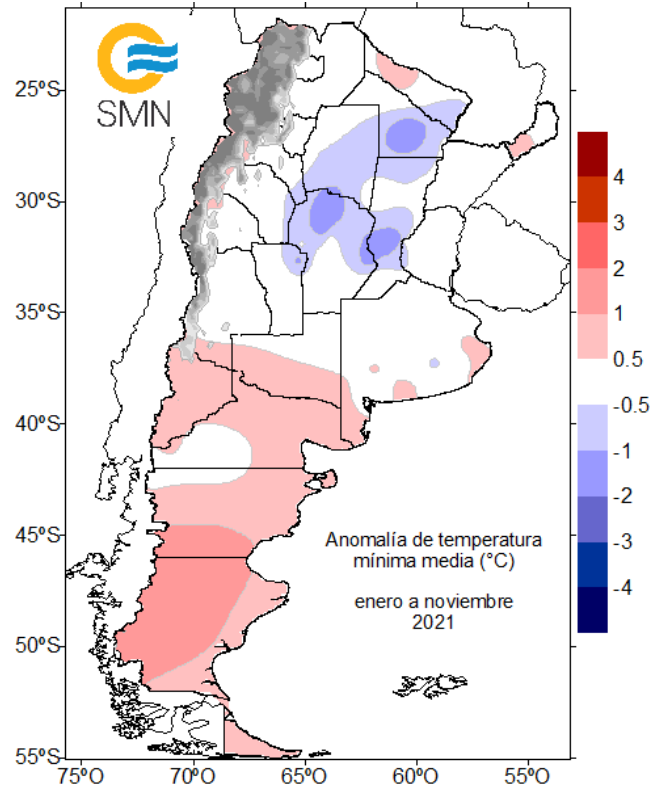 SMN
25ºS
30ºS
35ºS
40ºS
45ºS
50ºS
55ºS
75ºO 70ºO 65ºO 60ºO 55ºO
4
3
2
1
0.5
-0.5
-1
-2
-3
-4
Anomalía de temperatura
mínima media (°C)
enero a noviembre
2021